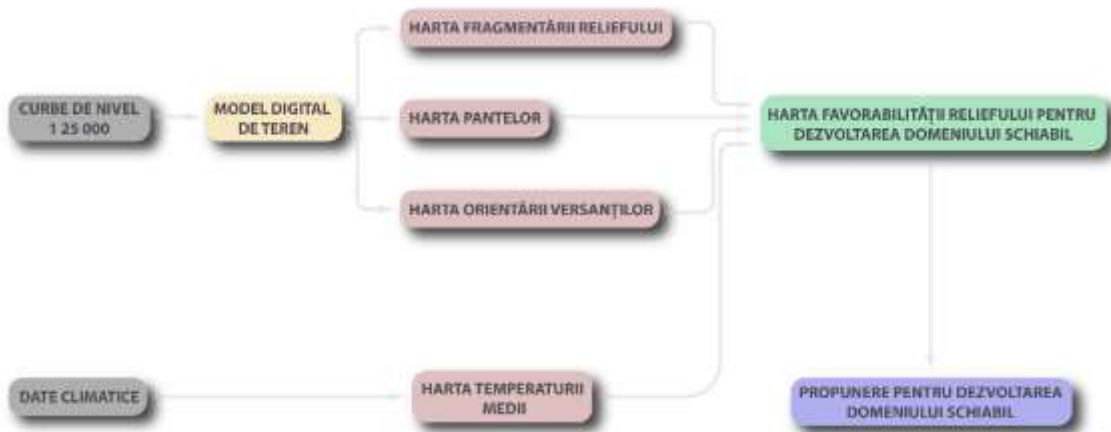 HARTA FRAGMENTĂRII RELIEFULUI
CURBE DE NIVEL
1 25 000
MODEL DIGITAL
DE TEREN
HARTA PANTELOR
HARTA FAVORABILITĂȚII RELIEFULUI PENTRU
DEZVOLTAREA DOMENIULUI SCHIABIL
HARTA ORIENTĂRII VERSANȚILOR
DATE CLIMATICE
HARTA TEMPERATURII
MEDII
PROPUNERE PENTRU DEZVOLTAREA
DOMENIULUI SCHIABIL